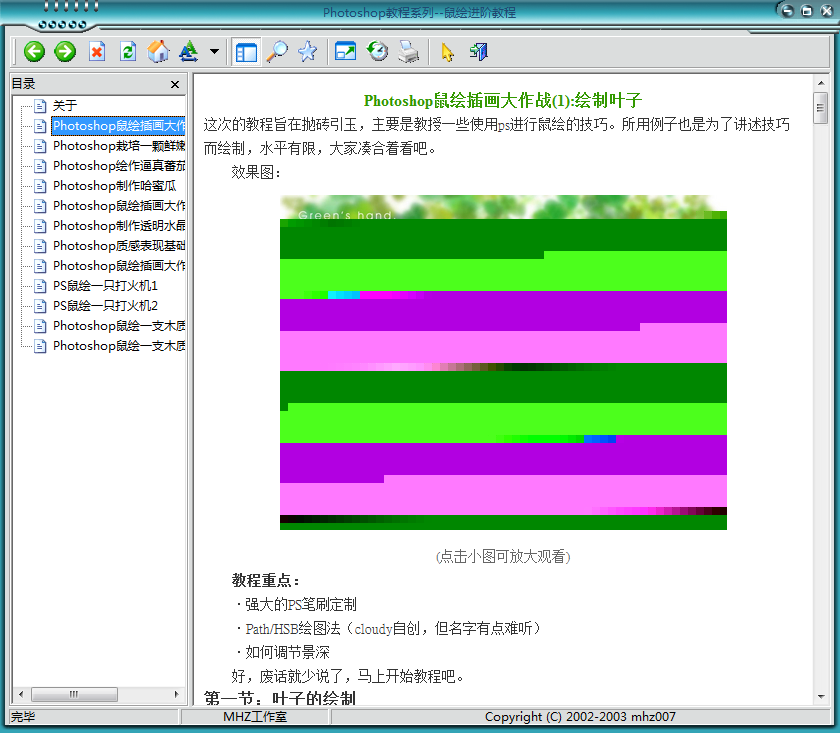 Photoshop教程系列--鼠绘进阶教程
目录
关于
Photoshop鼠绘插画大作
Photoshop栽培一颗鲜嫩
Photoshop绘作逼真番茄
Photoshop制作哈蜜瓜
Photoshop鼠绘插画大作
Photoshop制作透明水晶
Photoshop质感表现基础
Photoshop鼠绘插画大作
PS鼠绘一只打火机1
PS鼠绘一只打火机2
Photoshop鼠绘一支木质
Photoshop鼠绘一支木质
Photoshop鼠绘插画大作战(1):绘制叶子
这次的教程旨在抛砖引玉，主要是教授一些使用ps进行鼠绘的技巧。所用例子也是为了讲述技巧
而绘制，水平有限，大家凑合着看吧。
效果图：
Green's hand.
(点击小图可放大观看)
教程重点：
·强大的PS笔刷定制
·Path/HSB绘图法（cloudy自创，但名字有点难听）
·如何调节景深
好，废话就少说了，马上开始教程吧。
第一节：叶子的绘制
完毕
MHZ工作室
Copyright (C) 2002-2003 mhz007